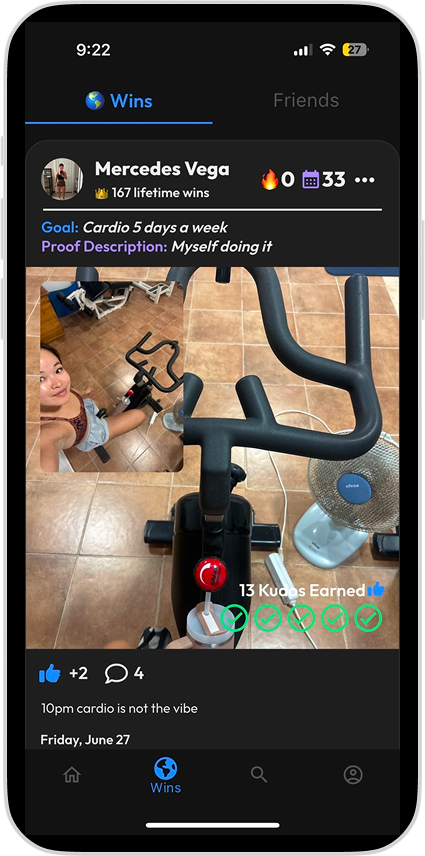 9:22
27
Wins
Friends
Mercedes Vega
167 lifetime wins
0
33
Goal: Cardio 5 days a week
Proof Description: Myself doing it
13 Kudos Earned
+2
4
10pm cardio is not the vibe
Friday, June 27
Wins